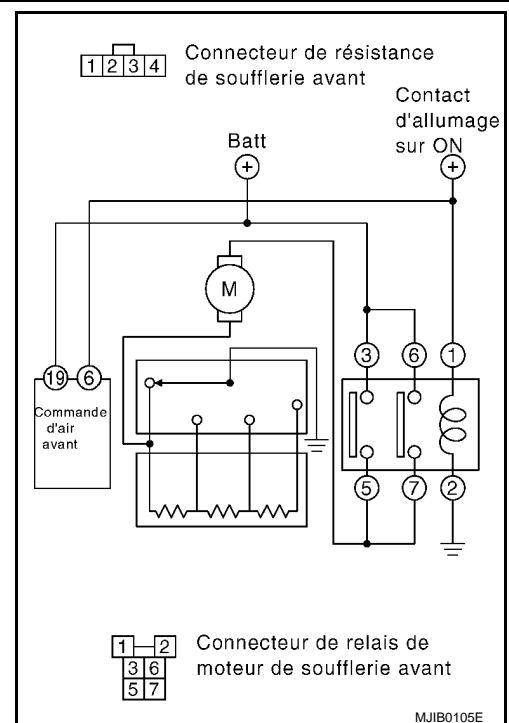 1 2 3 4
Connecteur de résistance
de soufflerie avant
Contact
d'allumage
sur ON
Batt
+ +
M
3 6 1
19 6
Commande
d'air
avant
5 7 2
1 2
3 6
5 7
Connecteur de relais de
moteur de soufflerie avant
MJIB0105E